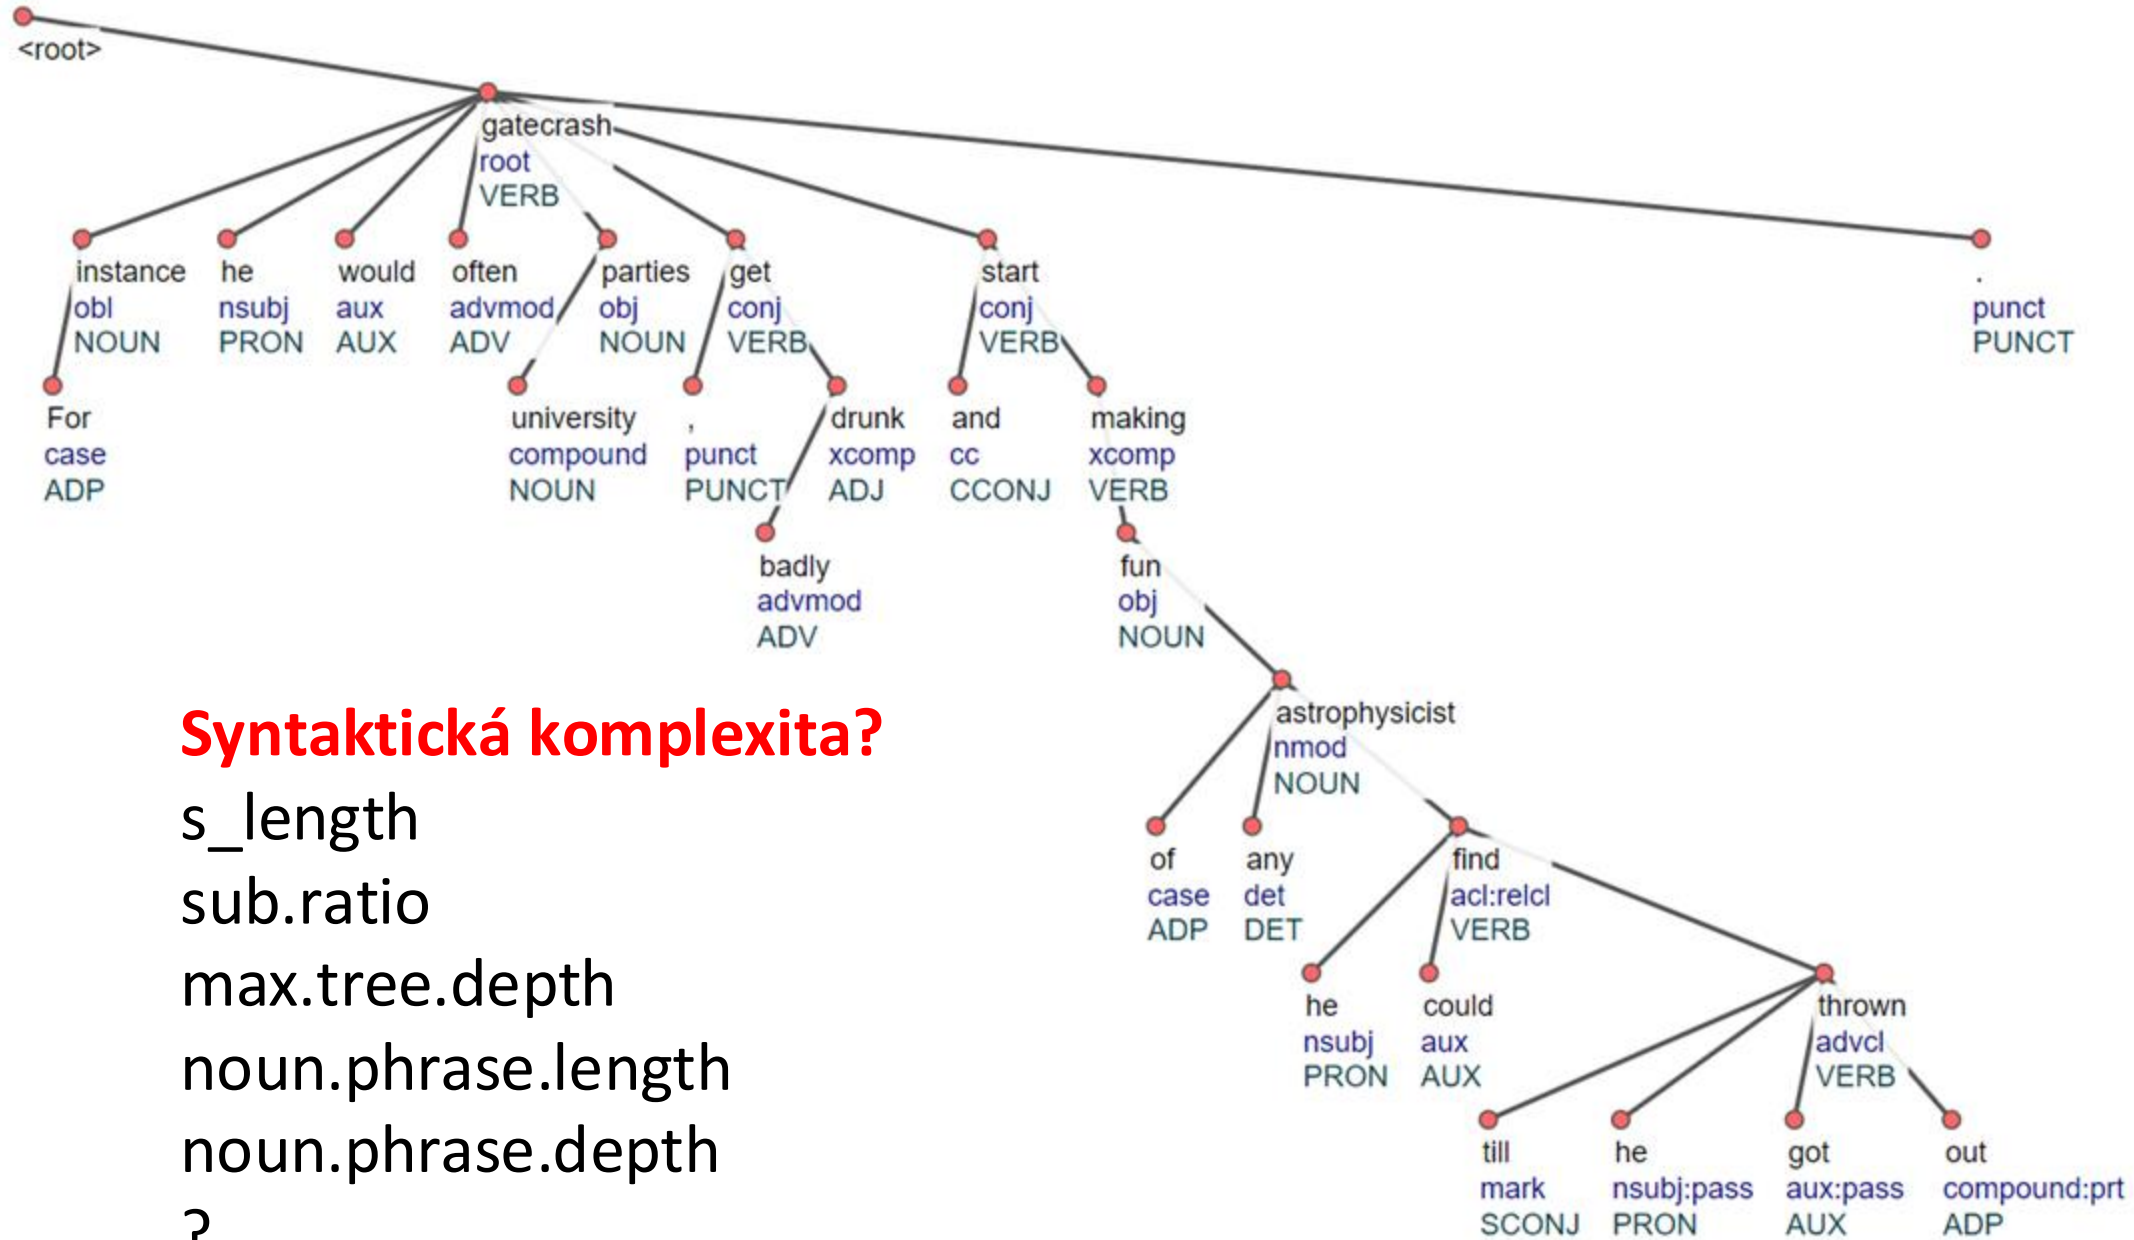 <root>
gatecrash
root
VERB
instance he would often parties get start .
obl nsubj aux advmod obj conj conj punct
NOUN PRON AUX ADV NOUN VERB VERB PUNCT
For university , drunk and making
case compound punct xcomp cc xcomp
ADP NOUN PUNCT ADJ CCONJ VERB
badly fun
advmod obj
ADV NOUN
astrophysicist
nmod
NOUN
of any find
case det acl:relcl
ADP DET VERB
he could thrown
nsubj aux advcl
PRON AUX VERB
till he got out
mark nsubj:pass aux:pass compound:prt
SCONJ PRON AUX ADP
Syntaktická komplexita?
s_length
sub.ratio
max.tree.depth
noun.phrase.length
noun.phrase.depth
?